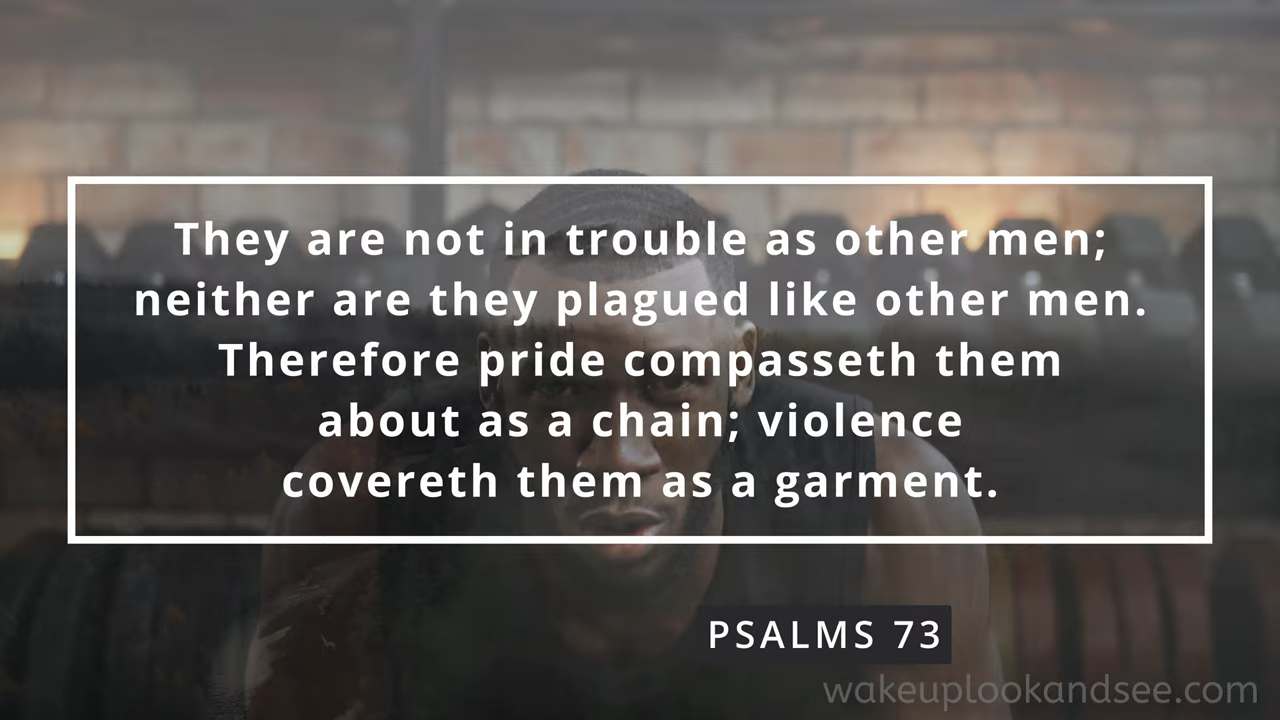 They are not in trouble as other men;
neither are they plagued like other men.
Therefore pride compasseth them
about as a chain; violence
covereth them as a garment.
PSALMS 73
wakeuplookandsee.com